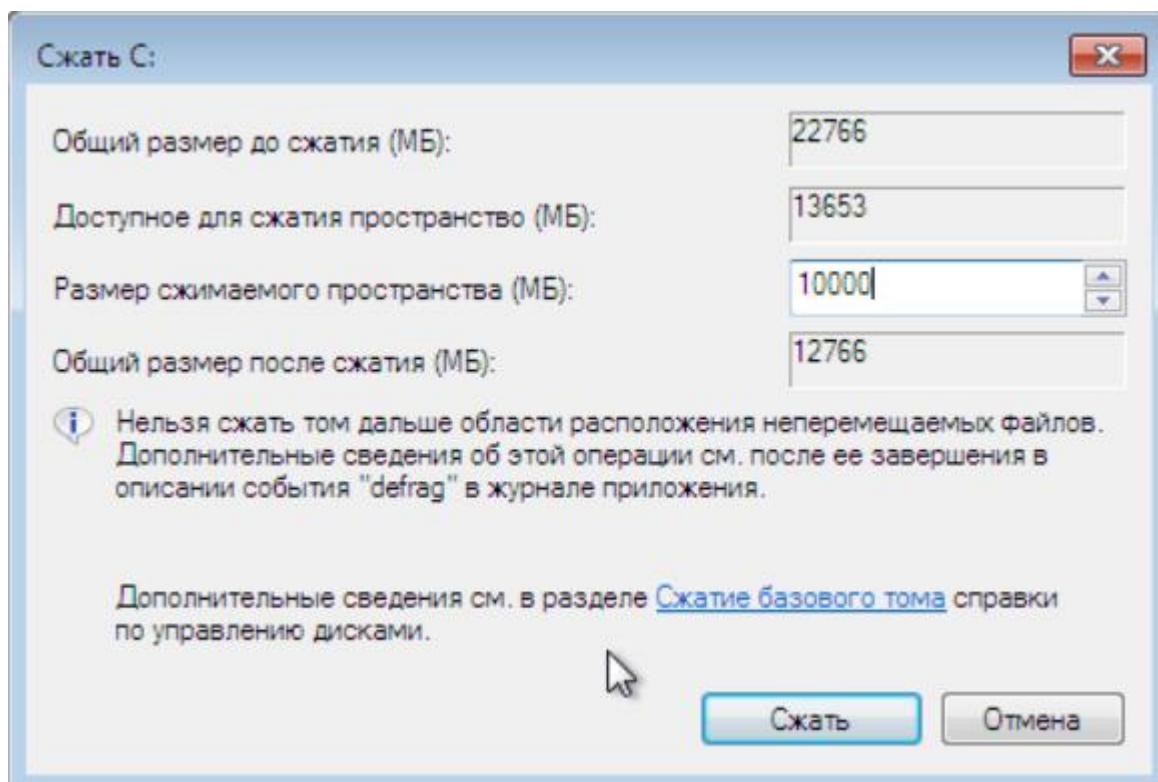 Сжать C:
Общий размер до сжатия (МБ): 22766
Доступное для сжатия пространство (МБ): 13653
Размер сжимаемого пространства (МБ): 10000
Общий размер после сжатия (МБ): 12766
Нельзя сжать том дальше области расположения неперемещаемых файлов.
Дополнительные сведения об этой операции см. после ее завершения в
описании события "defrag" в журнале приложения.
Дополнительные сведения см. в разделе Сжатие базового тома справки
по управлению дисками.
Сжать Отмена